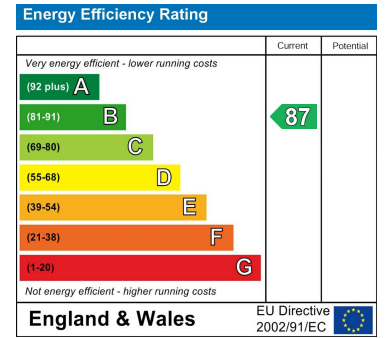 Energy Efficiency Rating
Current Potential
Very energy efficient - lower running costs
(92 plus) A
(81-91) B 87
(69-80) C
(55-68) D
(39-54) E
(21-38) F
(1-20) G
Not energy efficient - higher running costs
England & Wales
EU Directive
2002/91/EC